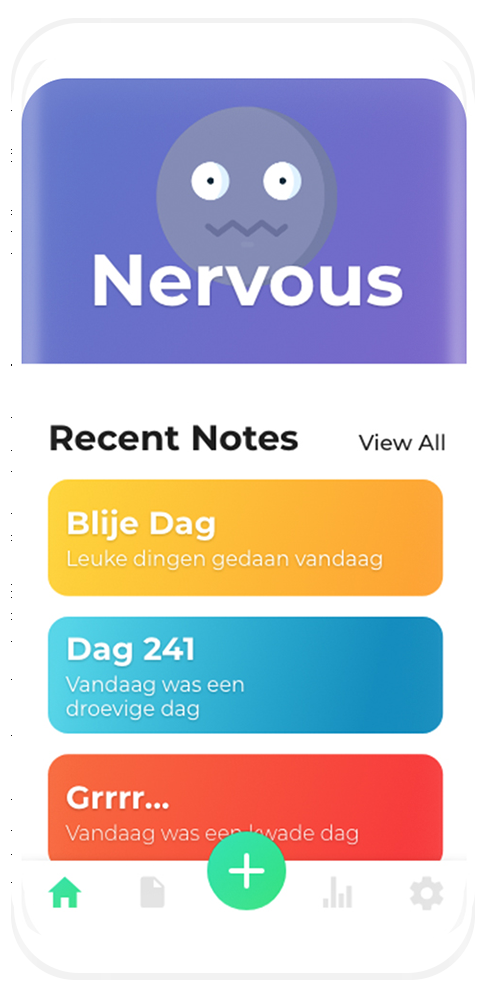 Nervous
Recent Notes
View All
Blije Dag
Leuke dingen gedaan vandaag
Dag 241
Vandaag was een
droevige dag
Grrrr...
Vandaag was een kwade dag